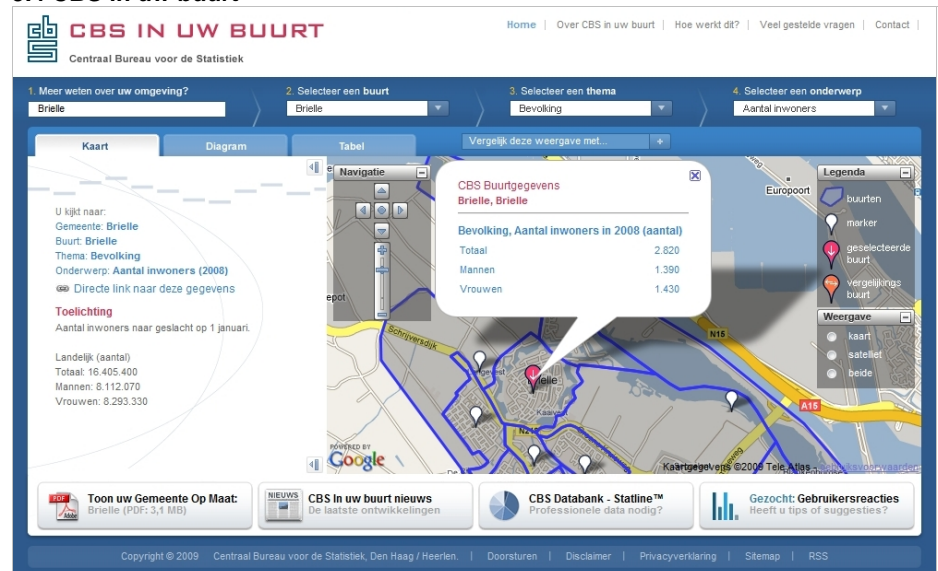 CBS IN UW BUURT
Centraal Bureau voor de Statistiek
Home | Over CBS in uw buurt | Hoe werkt dit? | Veel gestelde vragen | Contact |
1. Meer weten over uw omgeving?
Brielle
2. Selecteer een buurt
Brielle
3. Selecteer een thema
Bevolking
4. Selecteer een onderwerp
Aantal inwoners
Kaart
Diagram
Tabel
Vergelijk deze weergave met... +
U kijkt naar:
Gemeente: Brielle
Buurt: Brielle
Thema: Bevolking
Onderwerp: Aantal inwoners (2008)
Directe link naar deze gegevens
Toelichting
Aantal inwoners naar geslacht op 1 januari.
Landelijk (aantal)
Totaal: 16.405.400
Mannen: 8.112.070
Vrouwen: 8.293.330
Navigatie
CBS Buurtgegevens
Brielle, Brielle
Bevolking, Aantal inwoners in 2008 (aantal)
Totaal 2.820
Mannen 1.390
Vrouwen 1.430
Europoort
Legenda
buurten
marker
geselecteerde
buurt
vergelijkings
buurt
Weergave
kaart
satelliet
beide
epot
Schrijversdijk
N15
A15
Brielle
Kaaivest
POWERED BY
Google
Kaartgegevens ©2009 Tele Atlas - gebruiksvoorwaarden
PDF
Adobe
Toon uw Gemeente Op Maat:
Brielle (PDF: 3,1 MB)
NIEUWS
CBS In uw buurt nieuws
De laatste ontwikkelingen
CBS Databank - Statline™
Professionele data nodig?
Gezocht: Gebruikersreacties
Heeft u tips of suggesties?
Copyright © 2009 Centraal Bureau voor de Statistiek, Den Haag / Heerlen. | Doorsturen | Disclaimer | Privacyverklaring | Sitemap | RSS